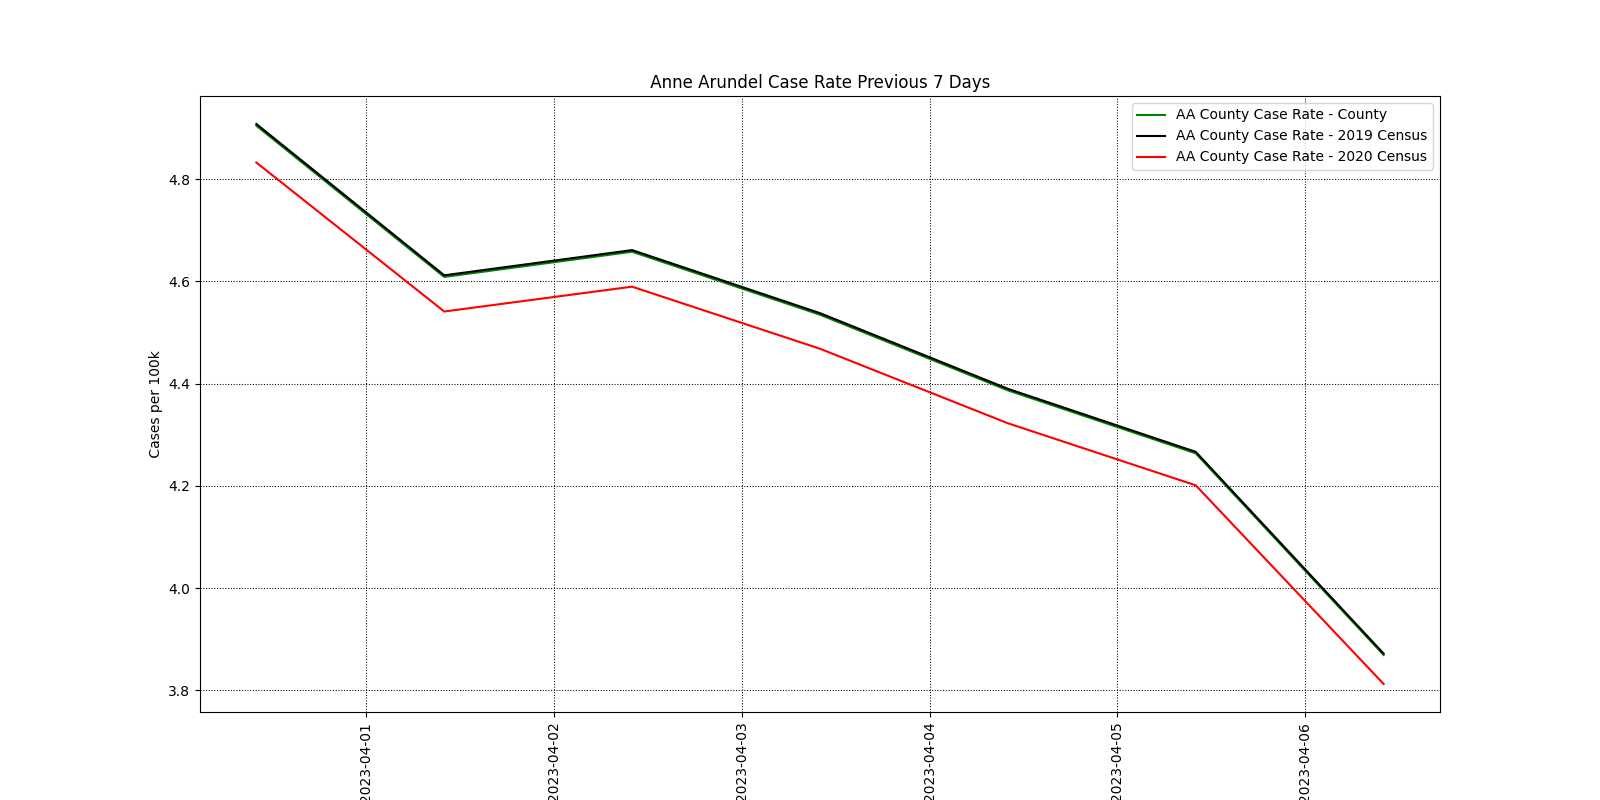 Anne Arundel Case Rate Previous 7 Days
AA County Case Rate - County
AA County Case Rate - 2019 Census
AA County Case Rate - 2020 Census
Cases per 100k
4.8
4.6
4.4
4.2
4.0
3.8
2023-04-01
2023-04-02
2023-04-03
2023-04-04
2023-04-05
2023-04-06